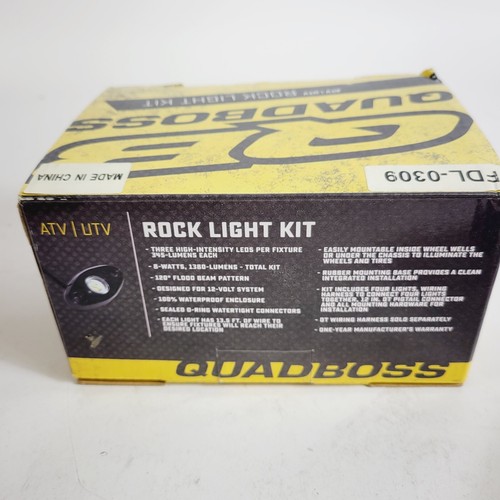 ATV | UTV ROCK LIGHT KIT
QUADBOSS
QB
MADE IN CHINA
FDL-0309
ATV | UTV
ROCK LIGHT KIT
- THREE HIGH-INTENSITY LEDS PER FIXTURE
345-LUMENS EACH
- 6-WATTS, 1380-LUMENS - TOTAL KIT
- 120° FLOOD BEAM PATTERN
- DESIGNED FOR 12-VOLT SYSTEM
- 100% WATERPROOF ENCLOSURE
- SEALED O-RING WATERTIGHT CONNECTORS
- EACH LIGHT HAS 13.5 FT. OF WIRE TO
ENSURE FIXTURES WILL REACH THEIR
DESIRED LOCATION
- EASILY MOUNTABLE INSIDE WHEEL WELLS
OR UNDER THE CHASSIS TO ILLUMINATE THE
WHEELS AND TIRES
- RUBBER MOUNTING BASE PROVIDES A CLEAN
INTEGRATED INSTALLATION
- KIT INCLUDES FOUR LIGHTS, WIRING
HARNESS TO CONNECT FOUR LIGHTS
TOGETHER, 12 IN. DT PIGTAIL CONNECTOR
AND ALL MOUNTING HARDWARE FOR
INSTALLATION
- DT WIRING HARNESS SOLD SEPARATELY
- ONE-YEAR MANUFACTURER'S WARRANTY
QUADBOSS